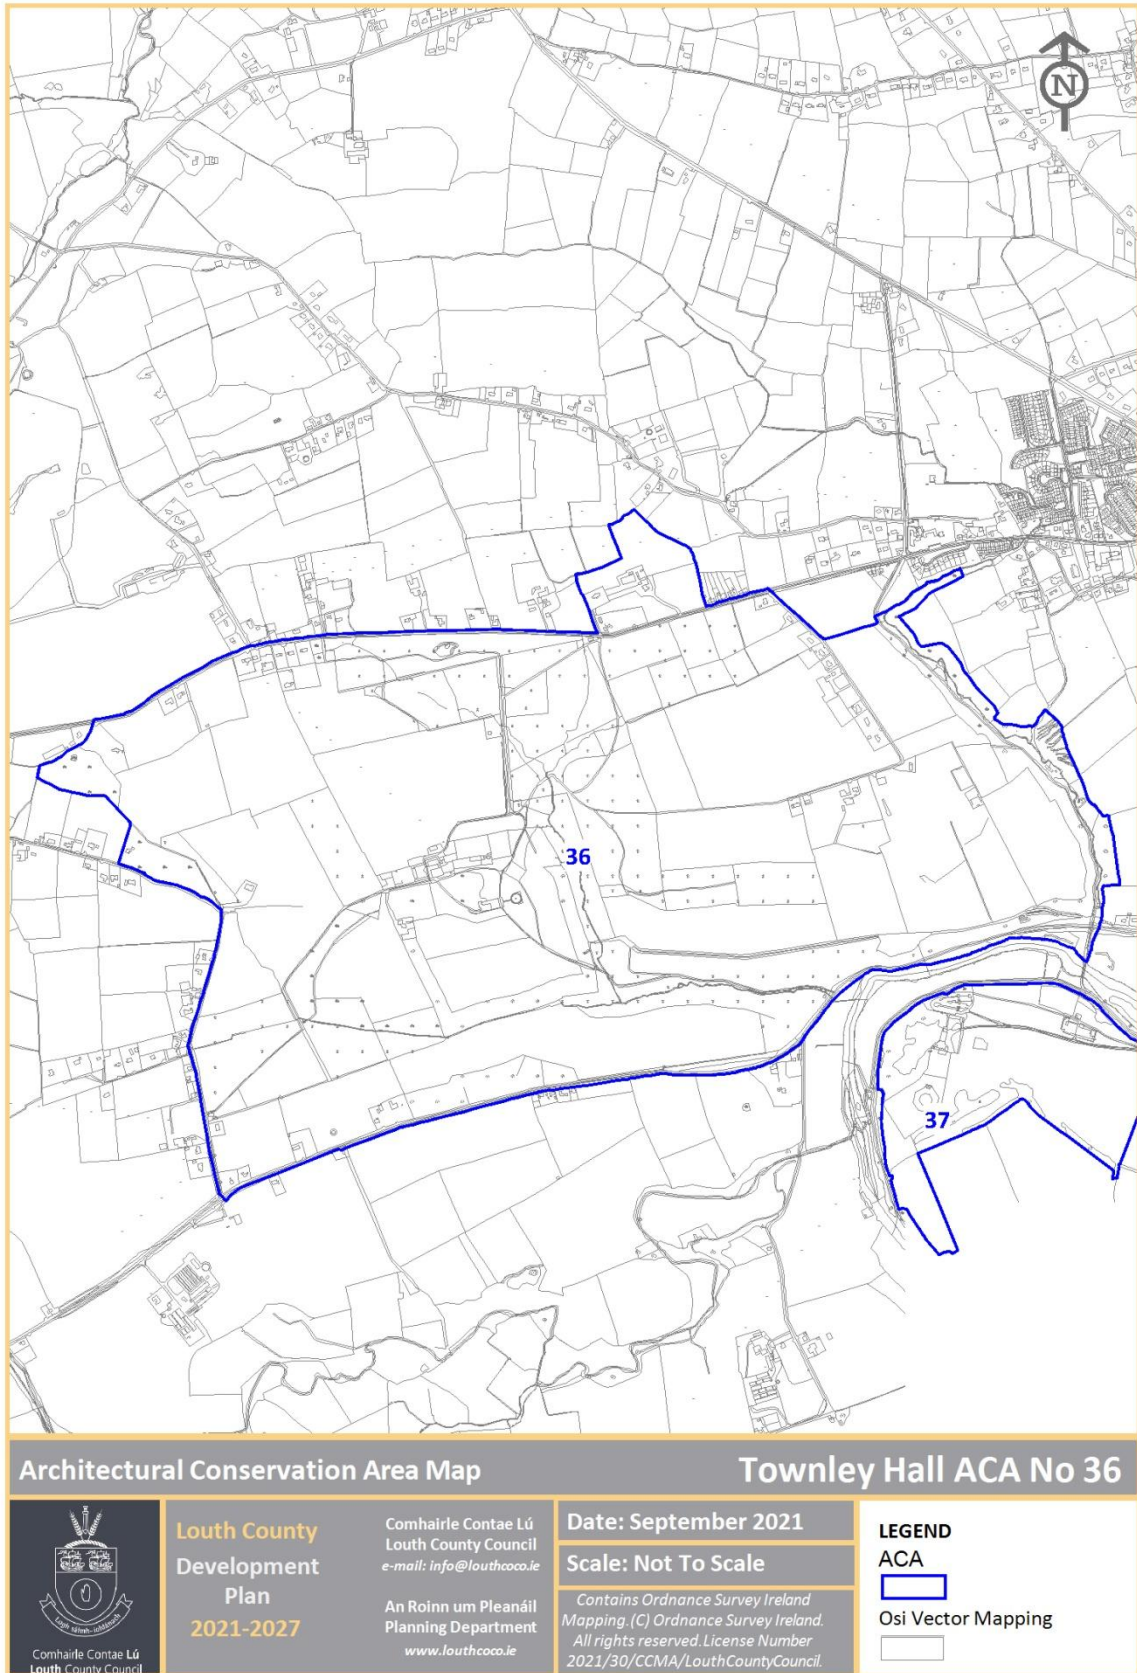 N
36
37
Architectural Conservation Area Map
Townley Hall ACA No 36
Comhairle Contae Lú
Louth County Council
Louth County
Development
Plan
2021-2027
Comhairle Contae Lú
Louth County Council
e-mail: info@louthcoco.ie
An Roinn um Pleanáil
Planning Department
www.louthcoco.ie
Date: September 2021
Scale: Not To Scale
Contains Ordnance Survey Ireland
Mapping.(C) Ordnance Survey Ireland.
All rights reserved.License Number
2021/30/CCMA/LouthCountyCouncil.
LEGEND
ACA
Osi Vector Mapping